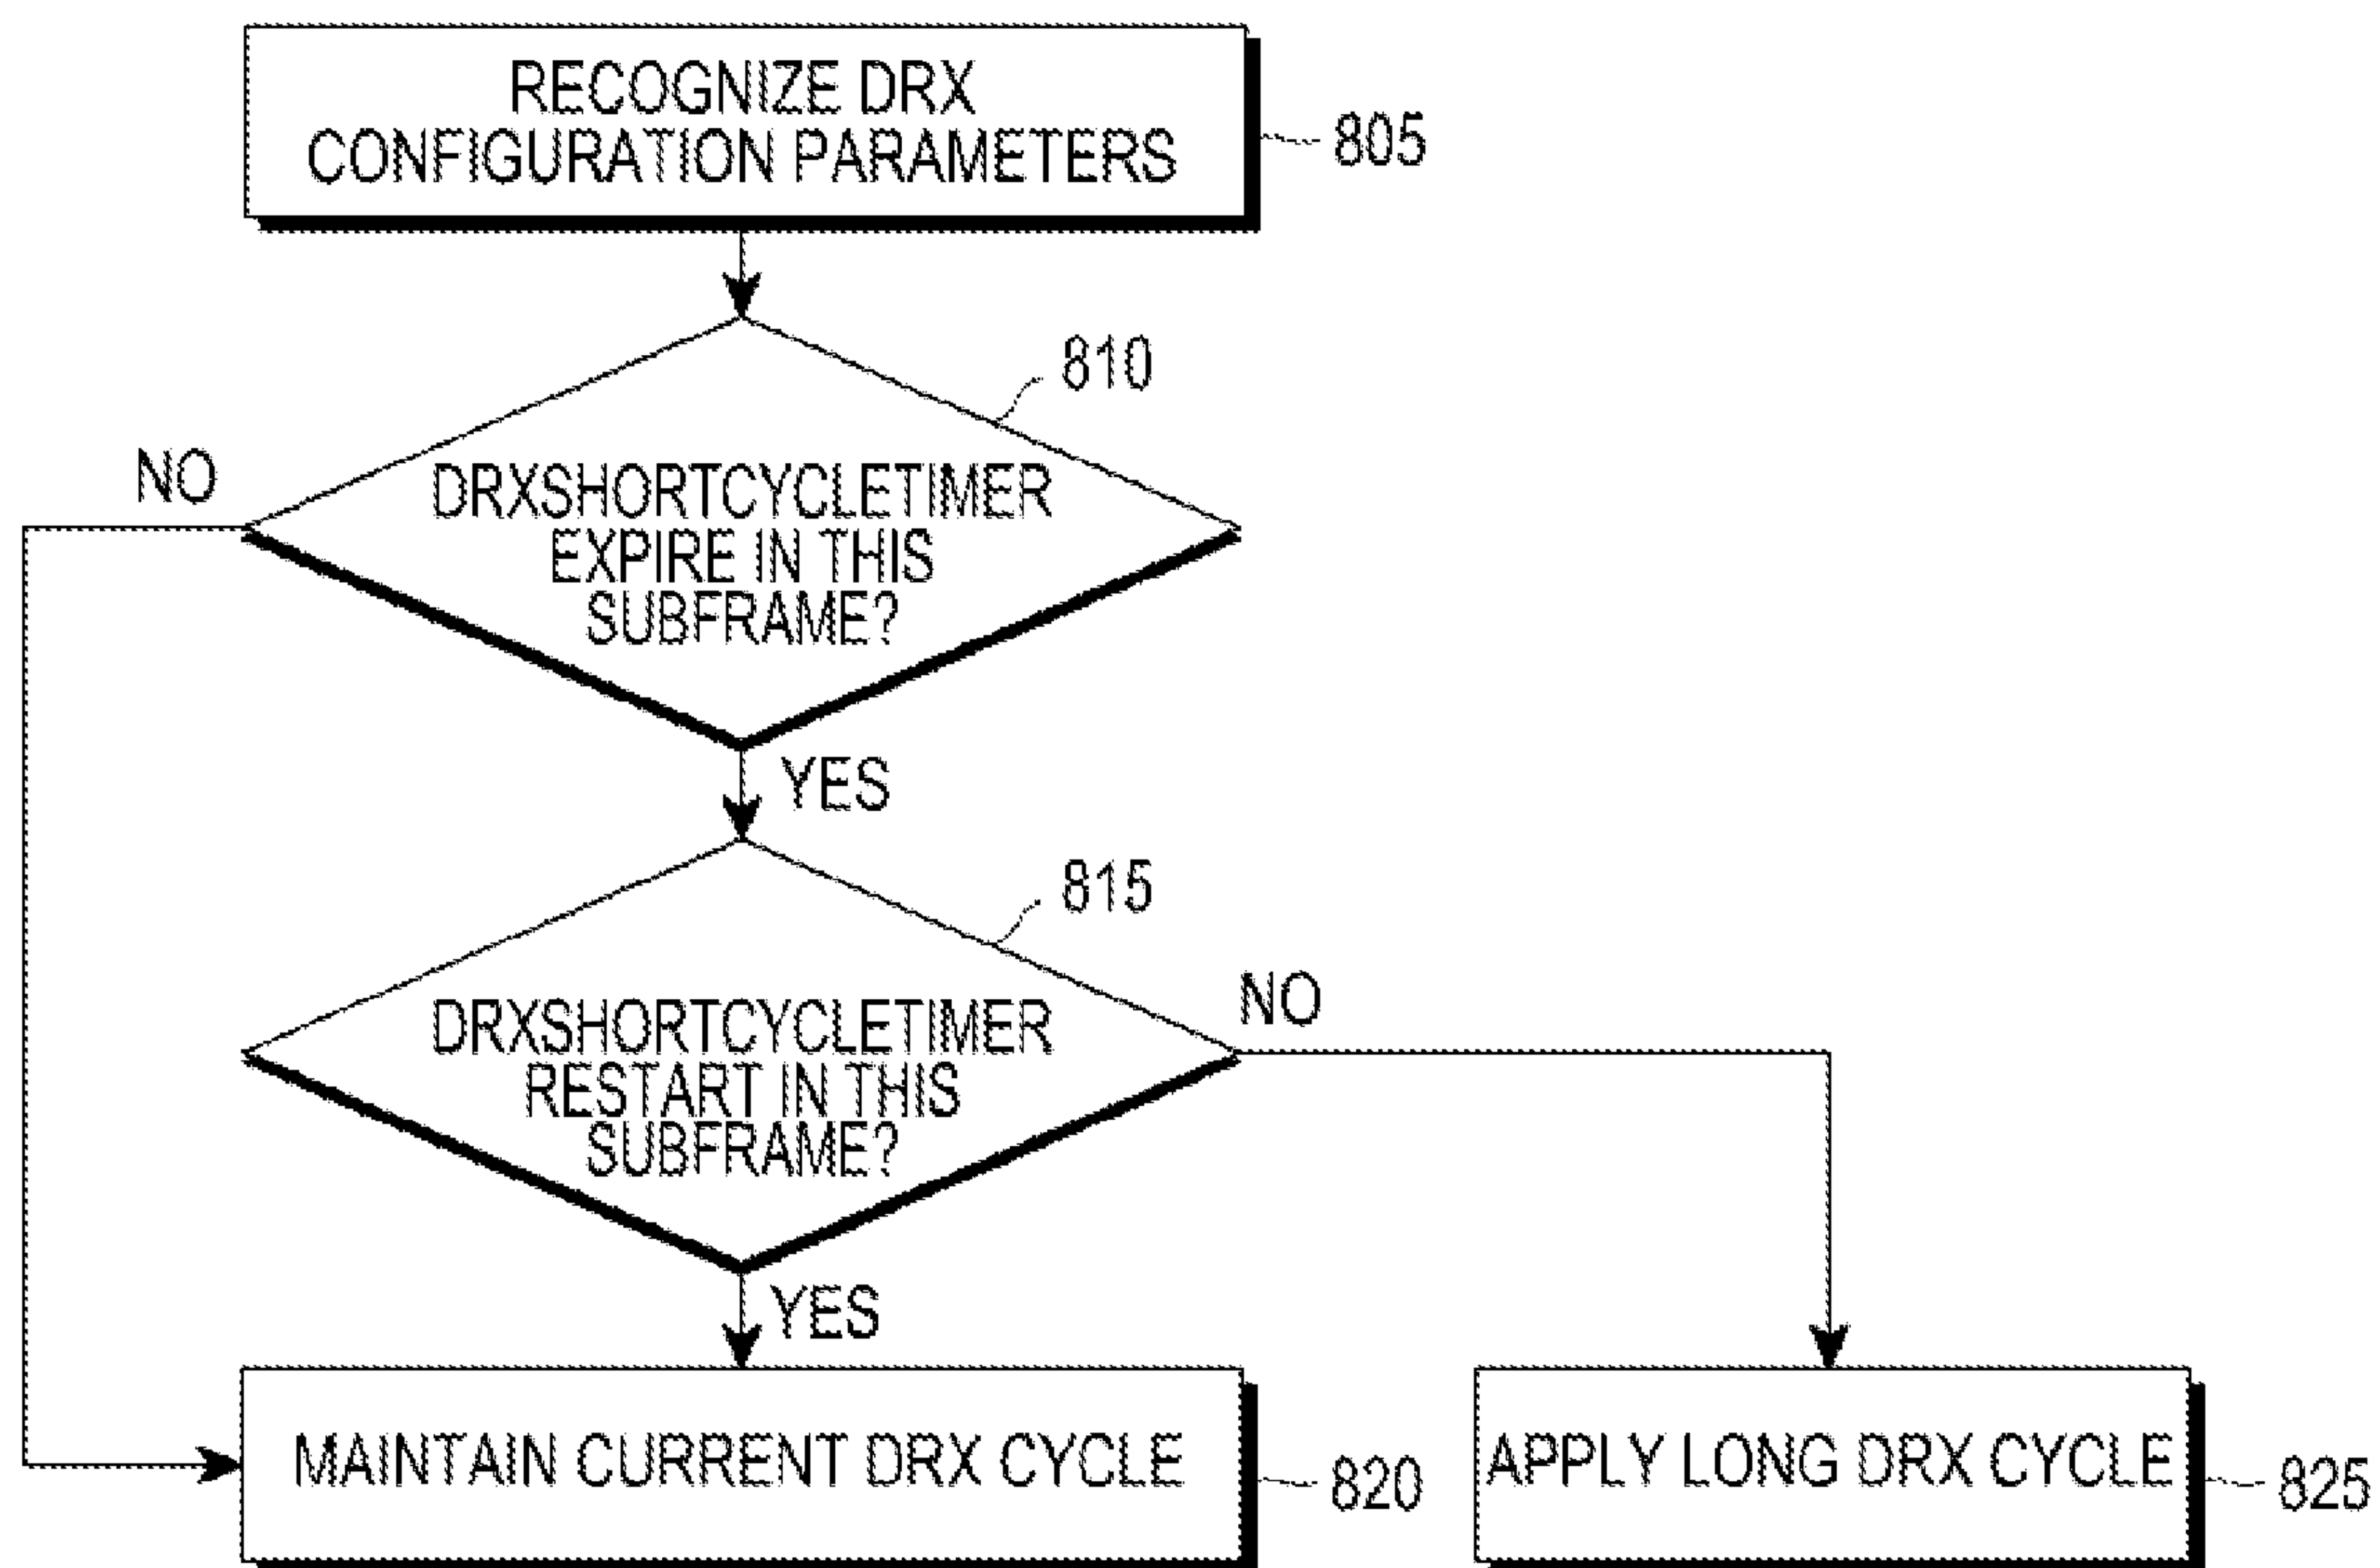 RECOGNIZE DRX
CONFIGURATION PARAMETERS
805
810
NO
DRXSHORTCYCLETIMER
EXPIRE IN THIS
SUBFRAME?
YES
815
DRXSHORTCYCLETIMER
RESTART IN THIS
SUBFRAME?
NO
YES
MAINTAIN CURRENT DRX CYCLE
820
APPLY LONG DRX CYCLE
825